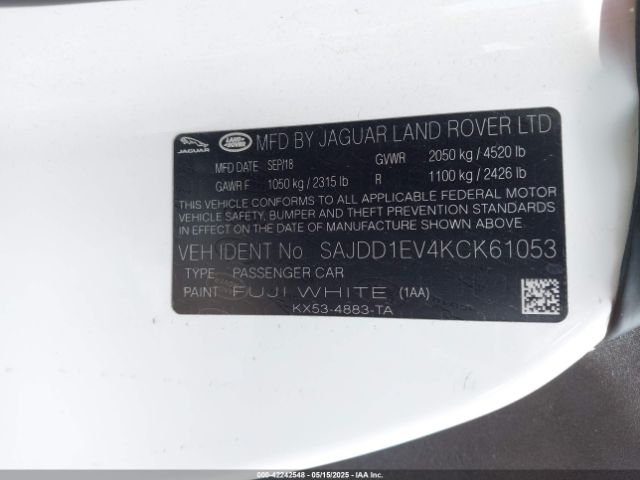 JAGUAR LAND ROVER MFD BY JAGUAR LAND ROVER LTD
MFD DATE SEP/18 GVWR 2050 kg / 4520 lb
GAWR F 1050 kg / 2315 lb R 1100 kg / 2426 lb
THIS VEHICLE CONFORMS TO ALL APPLICABLE FEDERAL MOTOR
VEHICLE SAFETY, BUMPER AND THEFT PREVENTION STANDARDS
IN EFFECT ON THE DATE OF MANUFACTURE SHOWN ABOVE.
VEH IDENT No SAJDD1EV4KCK61053
TYPE PASSENGER CAR
PAINT FUJI WHITE (1AA)
KX53-4883-TA
000-42242548 - 05/15/2025 - IAA Inc.